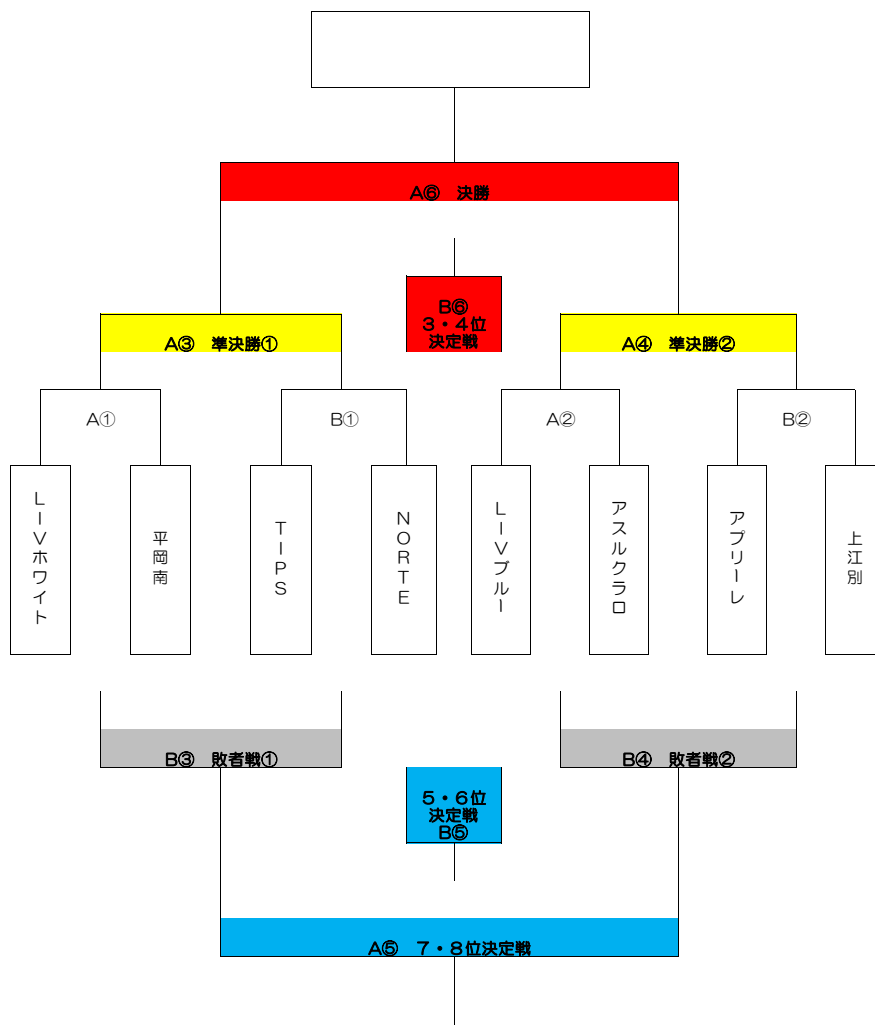 A⑥　決勝
B⑥
３・４位
決定戦
A③　準決勝①
A④　準決勝②
A①
B①
A②
B②
ＬＩＶホワイト
平岡南
ＴＩＰＳ
ＮＯＲＴＥ
ＬＩＶブルー
アスルクラロ
アプリーレ
上江別
B③　敗者戦①
B④　敗者戦②
５・６位
決定戦
B⑤
A⑤　７・８位決定戦